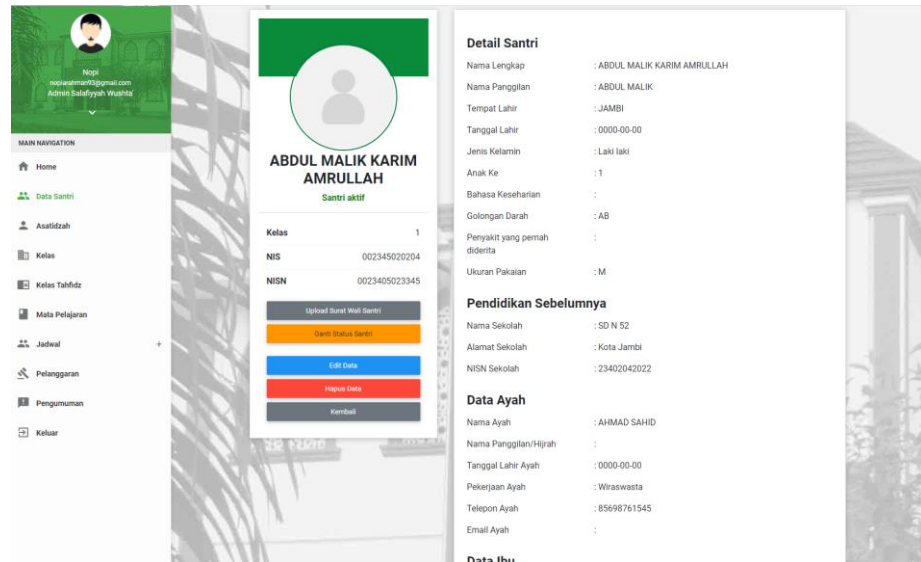 Nopi
nopiarahman93@gmail.com
Admin Salafiyyah Wushta
MAIN NAVIGATION
Home
Data Santri
Asatidzah
Kelas
Kelas Tahfidz
Mata Pelajaran
Jadwal +
Pelanggaran
Pengumuman
Keluar
ABDUL MALIK KARIM
AMRULLAH
Santri aktif
Kelas 1
NIS 002345020204
NISN 0023405023345
Upload Surat Wali Santri
Ganti Status Santri
Edit Data
Hapus Data
Kembali
Detail Santri
Nama Lengkap : ABDUL MALIK KARIM AMRULLAH
Nama Panggilan : ABDUL MALIK
Tempat Lahir : JAMBI
Tanggal Lahir : 0000-00-00
Jenis Kelamin : Laki laki
Anak Ke : 1
Bahasa Keseharian :
Golongan Darah : AB
Penyakit yang pernah :
diderita
Ukuran Pakaian : M
Pendidikan Sebelumnya
Nama Sekolah : SD N 52
Alamat Sekolah : Kota Jambi
NISN Sekolah : 23402042022
Data Ayah
Nama Ayah : AHMAD SAHID
Nama Panggilan/Hijrah :
Tanggal Lahir Ayah : 0000-00-00
Pekerjaan Ayah : Wiraswasta
Telepon Ayah : 85698761545
Email Ayah :
Data Ibu